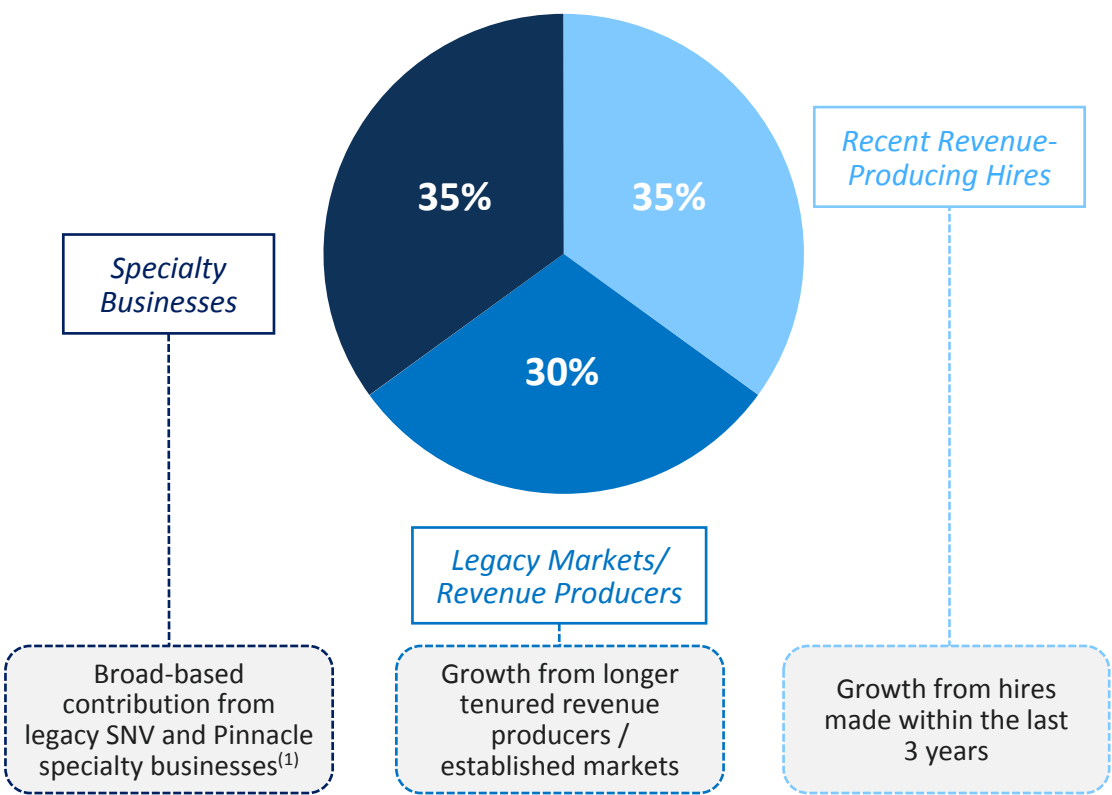 35%
35%
30%
Recent Revenue-
Producing Hires
Specialty
Businesses
Legacy Markets/
Revenue Producers
Broad-based
contribution from
legacy SNV and Pinnacle
specialty businesses(1)
Growth from longer
tenured revenue
producers /
established markets
Growth from hires
made within the last
3 years